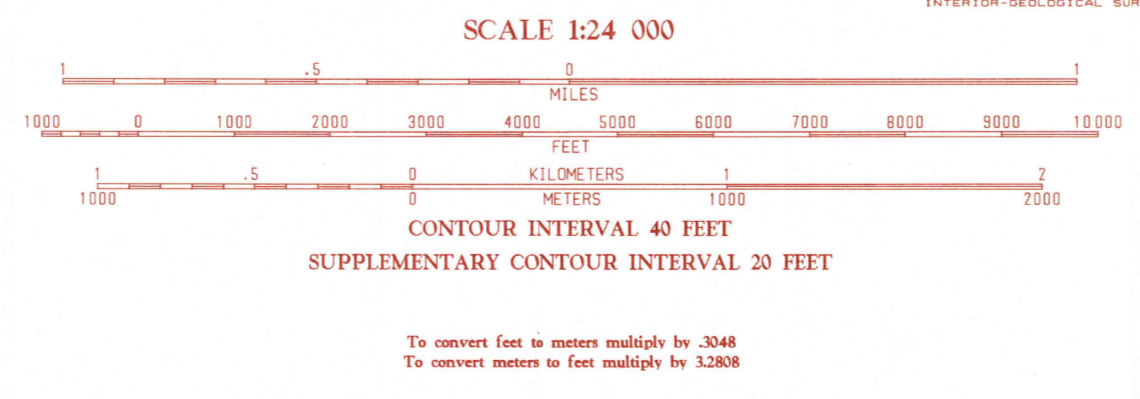 INTERIOR-GEOLOGICAL SUR
SCALE 1:24 000
1 .5 0 1
MILES
1000 0 1000 2000 3000 4000 5000 6000 7000 8000 9000 10 000
FEET
1 .5 0 KILOMETERS 1 2
1000 0 METERS 1000 2000
CONTOUR INTERVAL 40 FEET
SUPPLEMENTARY CONTOUR INTERVAL 20 FEET
To convert feet to meters multiply by .3048
To convert meters to feet multiply by 3.2808